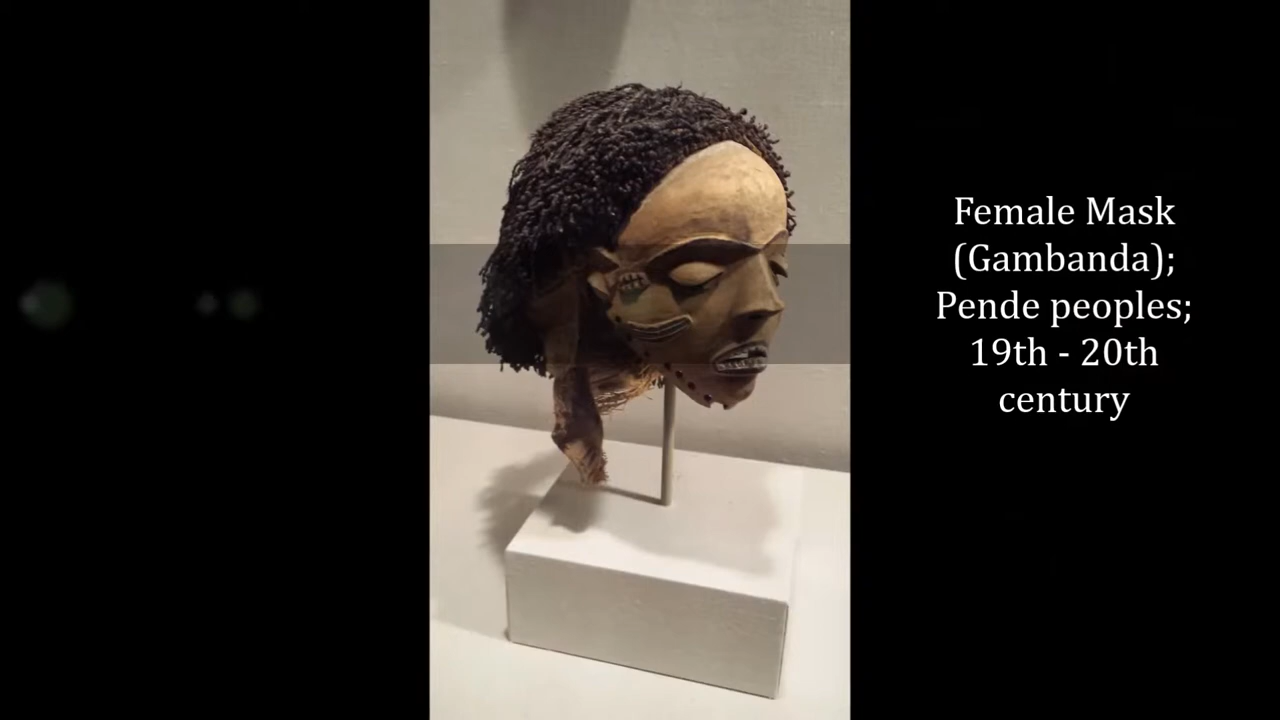 Female Mask
(Gambanda);
Pende peoples;
19th - 20th
century